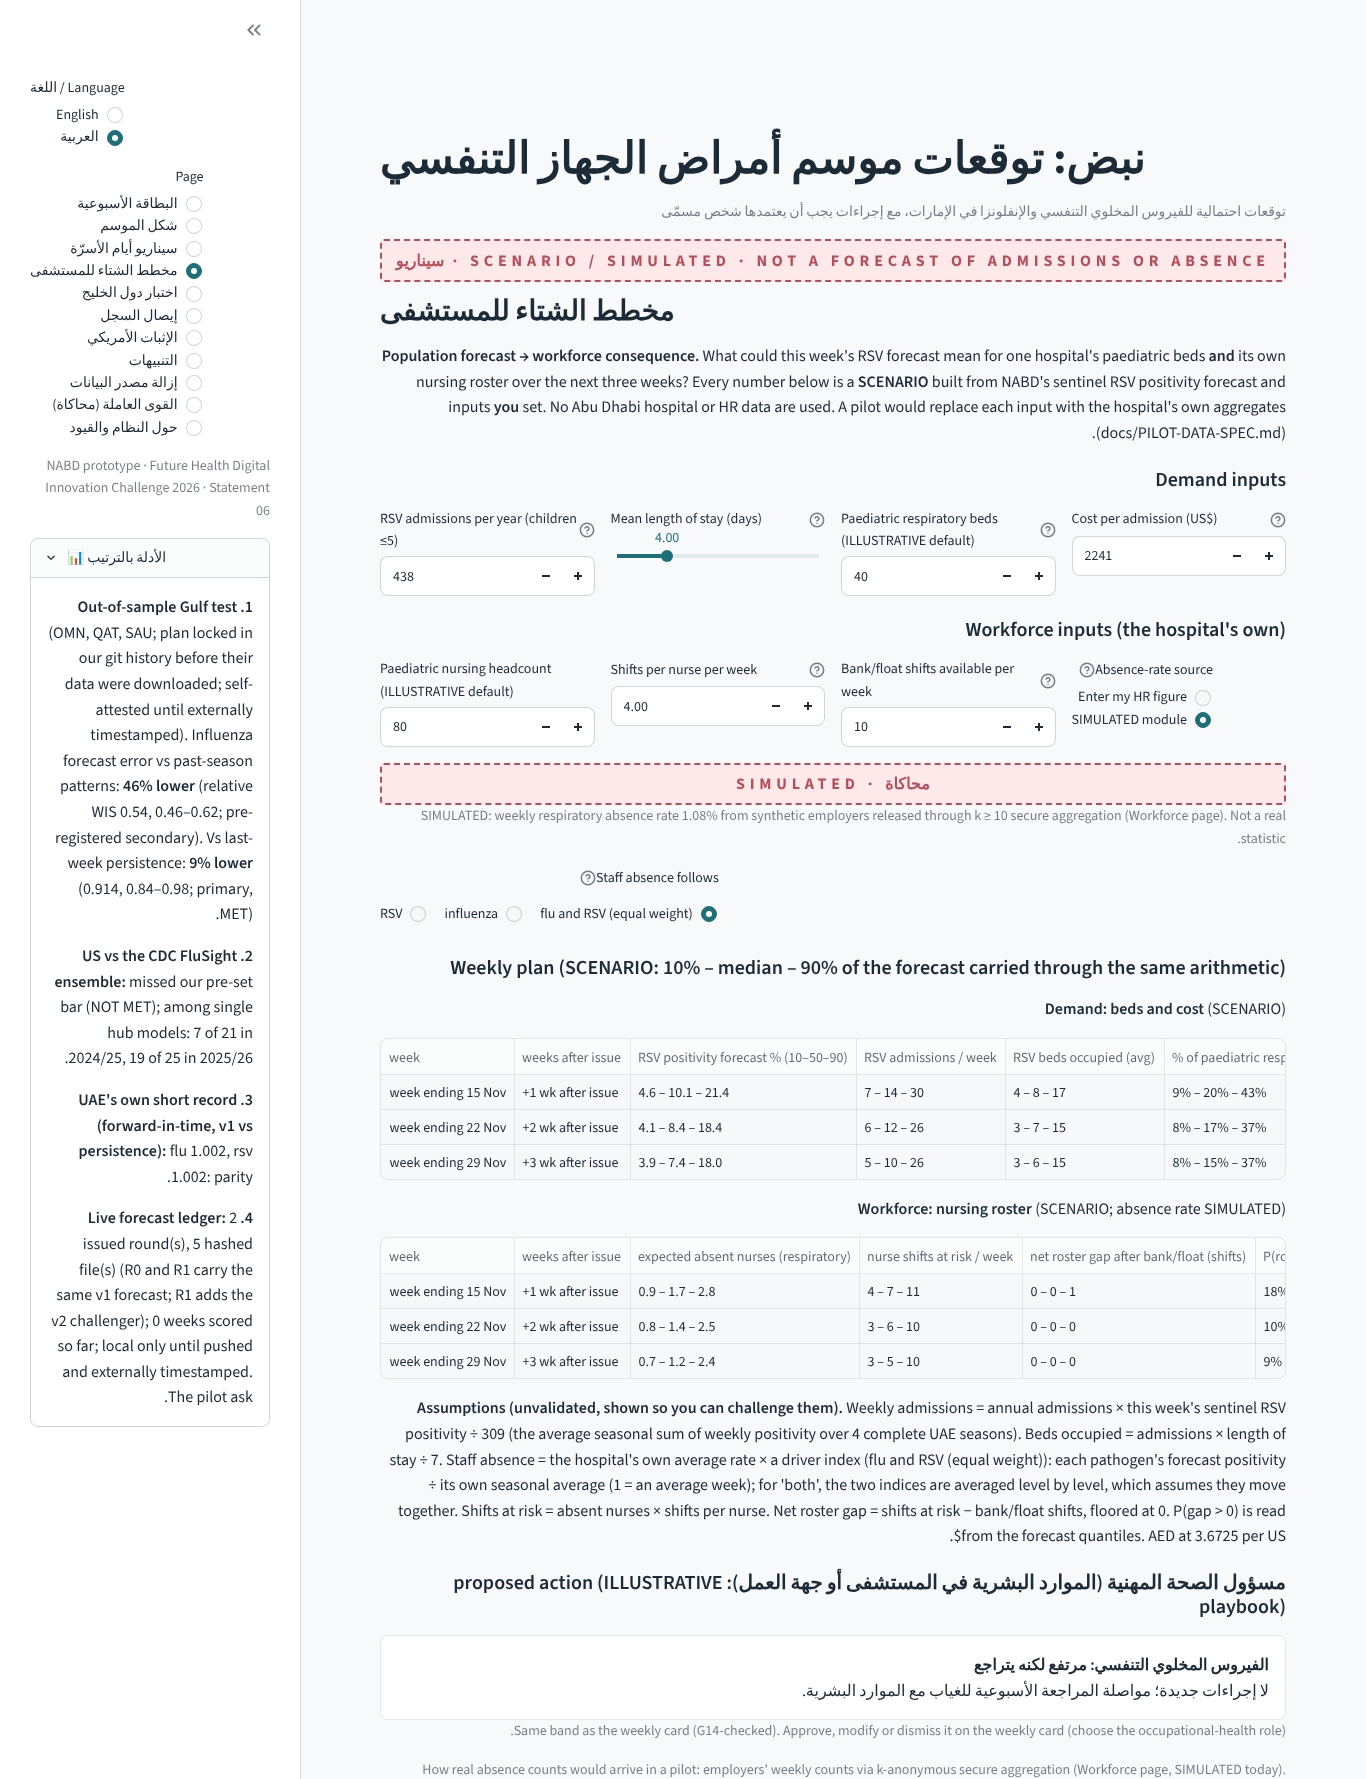 اللغة / Language
English
العربية
Page
البطاقة الأسبوعية
شكل الموسم
سيناريو أيام الأسرّة
مخطط الشتاء للمستشفى
اختبار دول الخليج
إيصال السجل
الإثبات الأمريكي
التنبيهات
إزالة مصدر البيانات
القوى العاملة (محاكاة)
حول النظام والقيود
NABD prototype · Future Health Digital
Innovation Challenge 2026 · Statement
06
📊 الأدلة بالترتيب
1. Out-of-sample Gulf test
(OMN, QAT, SAU; plan locked in
our git history before their
data were downloaded; self-
attested until externally
timestamped). Influenza
forecast error vs past-season
patterns: 46% lower (relative
WIS 0.54, 0.46–0.62; pre-
registered secondary). Vs last-
week persistence: 9% lower
(0.914, 0.84–0.98; primary,
MET).
2. US vs the CDC FluSight
ensemble: missed our pre-set
bar (NOT MET); among single
hub models: 7 of 21 in
2024/25, 19 of 25 in 2025/26.
3. UAE's own short record
(forward-in-time, v1 vs
persistence): flu 1.002, rsv
1.002: parity.
4. Live forecast ledger: 2
issued round(s), 5 hashed
file(s) (R0 and R1 carry the
same v1 forecast; R1 adds the
v2 challenger); 0 weeks scored
so far; local only until pushed
and externally timestamped.
The pilot ask.
نبض: توقعات موسم أمراض الجهاز التنفسي
توقعات احتمالية للفيروس المخلوي التنفسي والإنفلونزا في الإمارات، مع إجراءات يجب أن يعتمدها شخص مسمّى
سيناريو · SCENARIO / SIMULATED · NOT A FORECAST OF ADMISSIONS OR ABSENCE
مخطط الشتاء للمستشفى
Population forecast → workforce consequence. What could this week's RSV forecast mean for one hospital's paediatric beds and its own
nursing roster over the next three weeks? Every number below is a SCENARIO built from NABD's sentinel RSV positivity forecast and
inputs you set. No Abu Dhabi hospital or HR data are used. A pilot would replace each input with the hospital's own aggregates
(docs/PILOT-DATA-SPEC.md).
Demand inputs
RSV admissions per year (children
≤5)
438
Mean length of stay (days)
4.00
Paediatric respiratory beds
(ILLUSTRATIVE default)
40
Cost per admission (US$)
2241
Workforce inputs (the hospital's own)
Paediatric nursing headcount
(ILLUSTRATIVE default)
80
Shifts per nurse per week
4.00
Bank/float shifts available per
week
10
Absence-rate source
Enter my HR figure
SIMULATED module
SIMULATED · محاكاة
SIMULATED: weekly respiratory absence rate 1.08% from synthetic employers released through k ≥ 10 secure aggregation (Workforce page). Not a real
statistic.
Staff absence follows
RSV influenza flu and RSV (equal weight)
Weekly plan (SCENARIO: 10% – median – 90% of the forecast carried through the same arithmetic)
Demand: beds and cost (SCENARIO)
week weeks after issue RSV positivity forecast % (10–50–90) RSV admissions / week RSV beds occupied (avg) % of paediatric resp
week ending 15 Nov +1 wk after issue 4.6 – 10.1 – 21.4 7 – 14 – 30 4 – 8 – 17 9% – 20% – 43%
week ending 22 Nov +2 wk after issue 4.1 – 8.4 – 18.4 6 – 12 – 26 3 – 7 – 15 8% – 17% – 37%
week ending 29 Nov +3 wk after issue 3.9 – 7.4 – 18.0 5 – 10 – 26 3 – 6 – 15 8% – 15% – 37%
Workforce: nursing roster (SCENARIO; absence rate SIMULATED)
week weeks after issue expected absent nurses (respiratory) nurse shifts at risk / week net roster gap after bank/float (shifts) P(ro
week ending 15 Nov +1 wk after issue 0.9 – 1.7 – 2.8 4 – 7 – 11 0 – 0 – 1 18%
week ending 22 Nov +2 wk after issue 0.8 – 1.4 – 2.5 3 – 6 – 10 0 – 0 – 0 10%
week ending 29 Nov +3 wk after issue 0.7 – 1.2 – 2.4 3 – 5 – 10 0 – 0 – 0 9%
Assumptions (unvalidated, shown so you can challenge them). Weekly admissions = annual admissions × this week's sentinel RSV
positivity ÷ 309 (the average seasonal sum of weekly positivity over 4 complete UAE seasons). Beds occupied = admissions × length of
stay ÷ 7. Staff absence = the hospital's own average rate × a driver index (flu and RSV (equal weight)): each pathogen's forecast positivity
÷ its own seasonal average (1 = an average week); for 'both', the two indices are averaged level by level, which assumes they move
together. Shifts at risk = absent nurses × shifts per nurse. Net roster gap = shifts at risk − bank/float shifts, floored at 0. P(gap > 0) is read
from the forecast quantiles. AED at 3.6725 per US$.
مسؤول الصحة المهنية (الموارد البشرية في المستشفى أو جهة العمل): proposed action (ILLUSTRATIVE
playbook)
الفيروس المخلوي التنفسي: مرتفع لكنه يتراجع
لا إجراءات جديدة؛ مواصلة المراجعة الأسبوعية للغياب مع الموارد البشرية.
Same band as the weekly card (G14-checked). Approve, modify or dismiss it on the weekly card (choose the occupational-health role).
How real absence counts would arrive in a pilot: employers' weekly counts via k-anonymous secure aggregation (Workforce page, SIMULATED today).